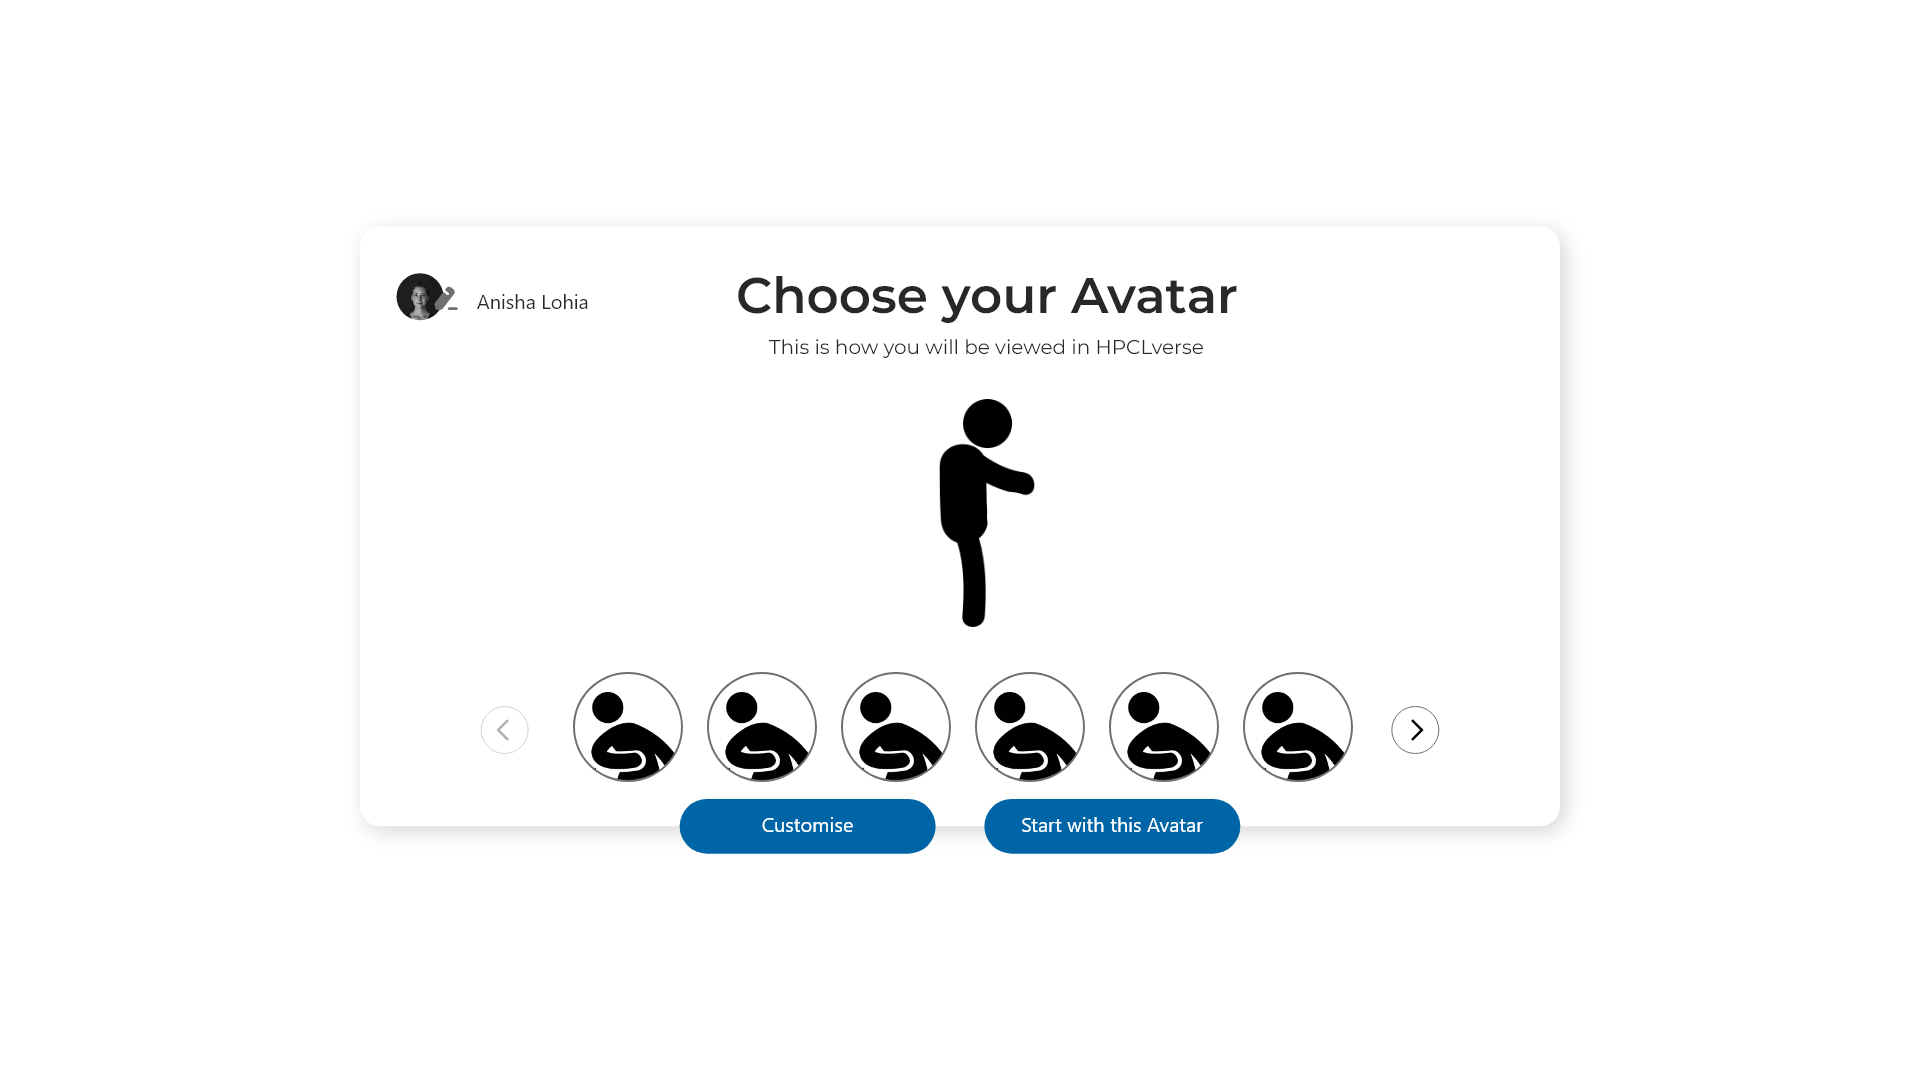 Anisha Lohia
Choose your Avatar
This is how you will be viewed in HPCLverse
Customise
Start with this Avatar